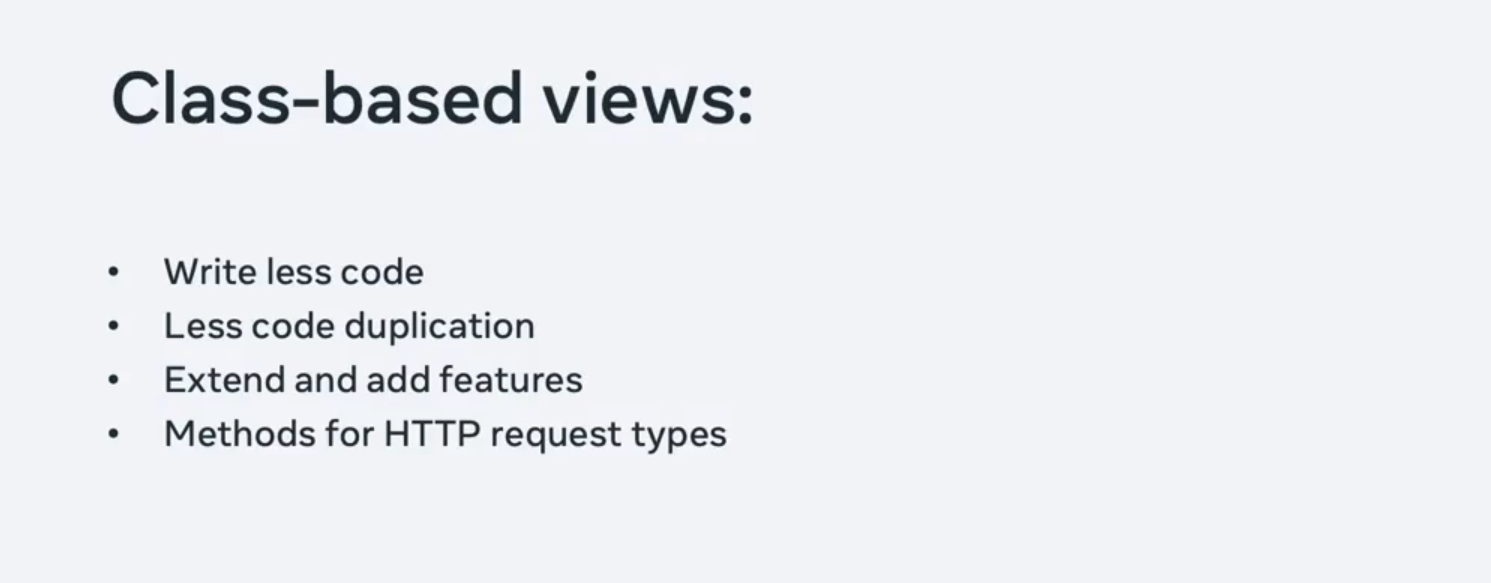 Class-based views:
• Write less code
• Less code duplication
• Extend and add features
• Methods for HTTP request types